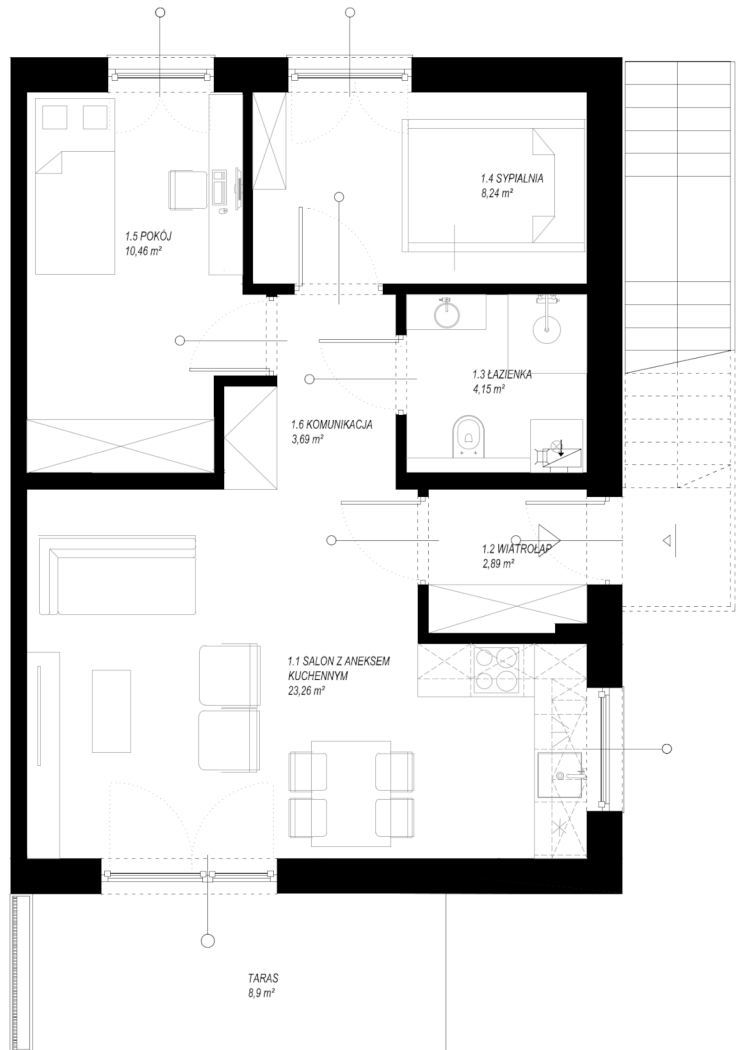 1.4 SYPIALNIA
8,24 m²
1.5 POKÓJ
10,46 m²
1.3 ŁAZIENKA
4,15 m²
1.6 KOMUNIKACJA
3,69 m²
1.2 WIATROŁAP
2,89 m²
1.1 SALON Z ANEKSEM
KUCHENNYM
23,26 m²
TARAS
8,9 m²